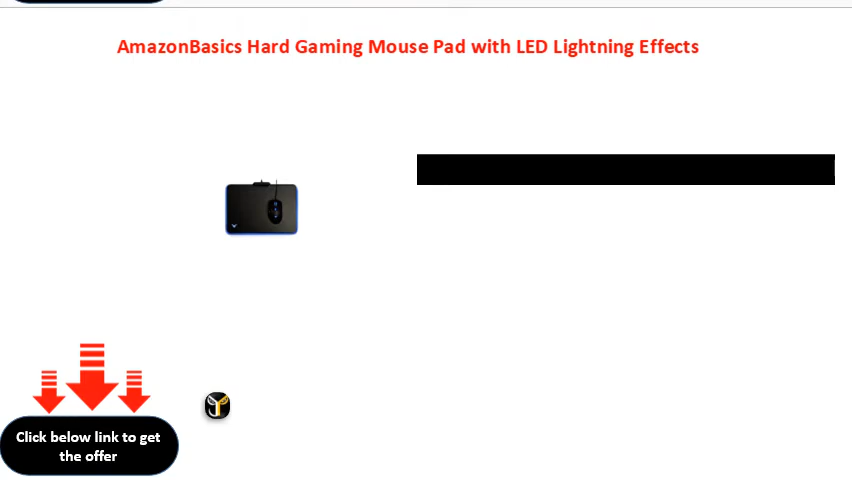 AmazonBasics Hard Gaming Mouse Pad with LED Lightning Effects
Click below link to get
the offer